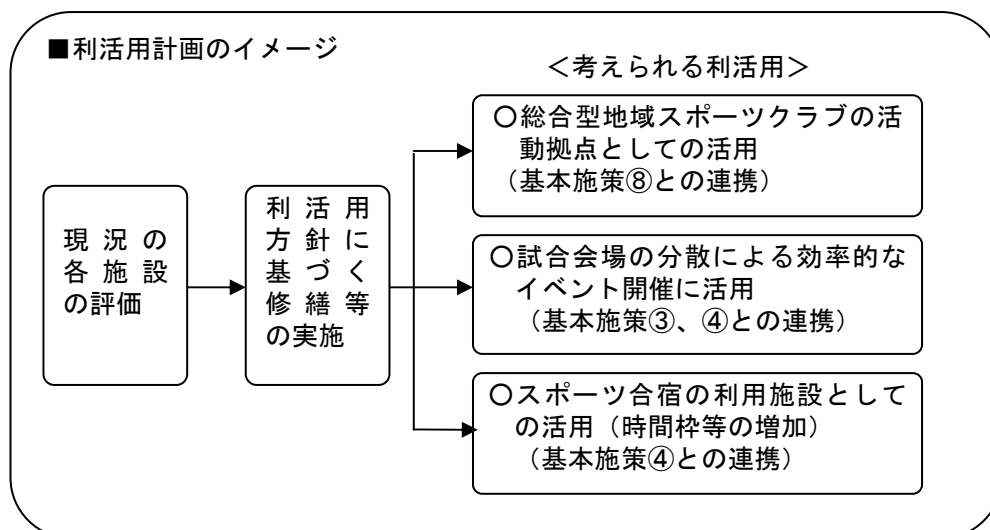 ■利活用計画のイメージ
＜考えられる利活用＞
現況の
各施設
の評価
利活用
方針に
基づく
修繕等
の実施
○総合型地域スポーツクラブの活
動拠点としての活用
（基本施策⑧との連携）
○試合会場の分散による効率的な
イベント開催に活用
（基本施策③、④との連携）
○スポーツ合宿の利用施設として
の活用（時間枠等の増加）
（基本施策④との連携）